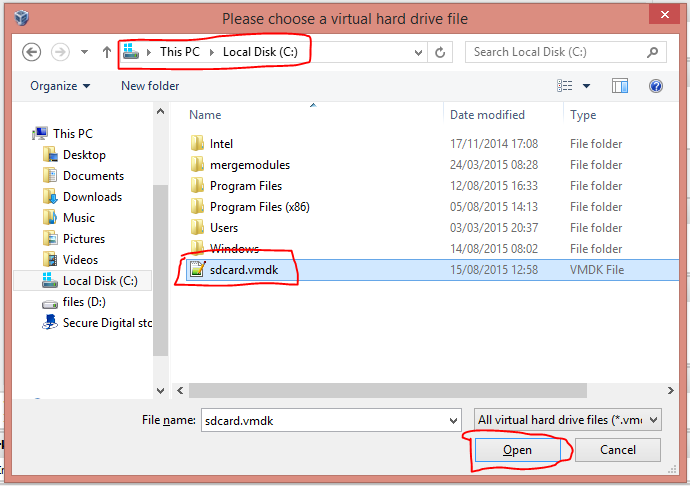 Please choose a virtual hard drive file
This PC Local Disk (C:)
Search Local Disk (C:)
Organize New folder
Name Date modified Type
This PC
Desktop
Documents
Downloads
Music
Pictures
Videos
Local Disk (C:)
files (D:)
Secure Digital stc
Intel 17/11/2014 17:08 File folder
mergemodules 24/03/2015 08:28 File folder
Program Files 12/08/2015 16:33 File folder
Program Files (x86) 05/08/2015 14:13 File folder
Users 03/03/2015 20:37 File folder
Windows 14/08/2015 08:02 File folder
sdcard.vmdk 15/08/2015 12:58 VMDK File
File name: sdcard.vmdk All virtual hard drive files (*.vmd
Open Cancel